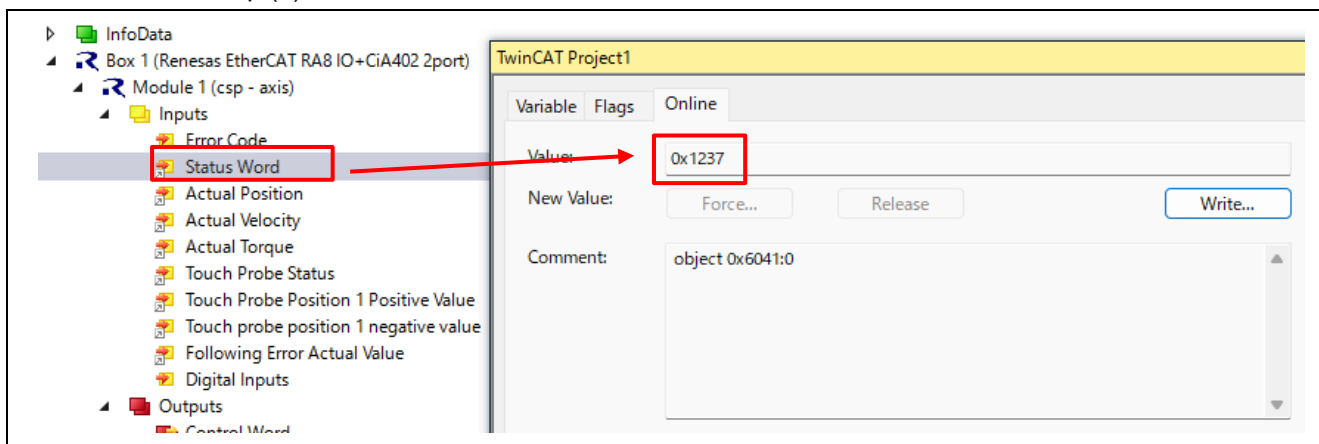 InfoData
Box 1 (Renesas EtherCAT RA8 IO+CiA402 2port)
Module 1 (csp - axis)
Inputs
Error Code
Status Word
Actual Position
Actual Velocity
Actual Torque
Touch Probe Status
Touch Probe Position 1 Positive Value
Touch probe position 1 negative value
Following Error Actual Value
Digital Inputs
Outputs
Control Word
TwinCAT Project1
Variable Flags Online
Value: 0x1237
New Value: Force... Release Write...
Comment: object 0x6041:0